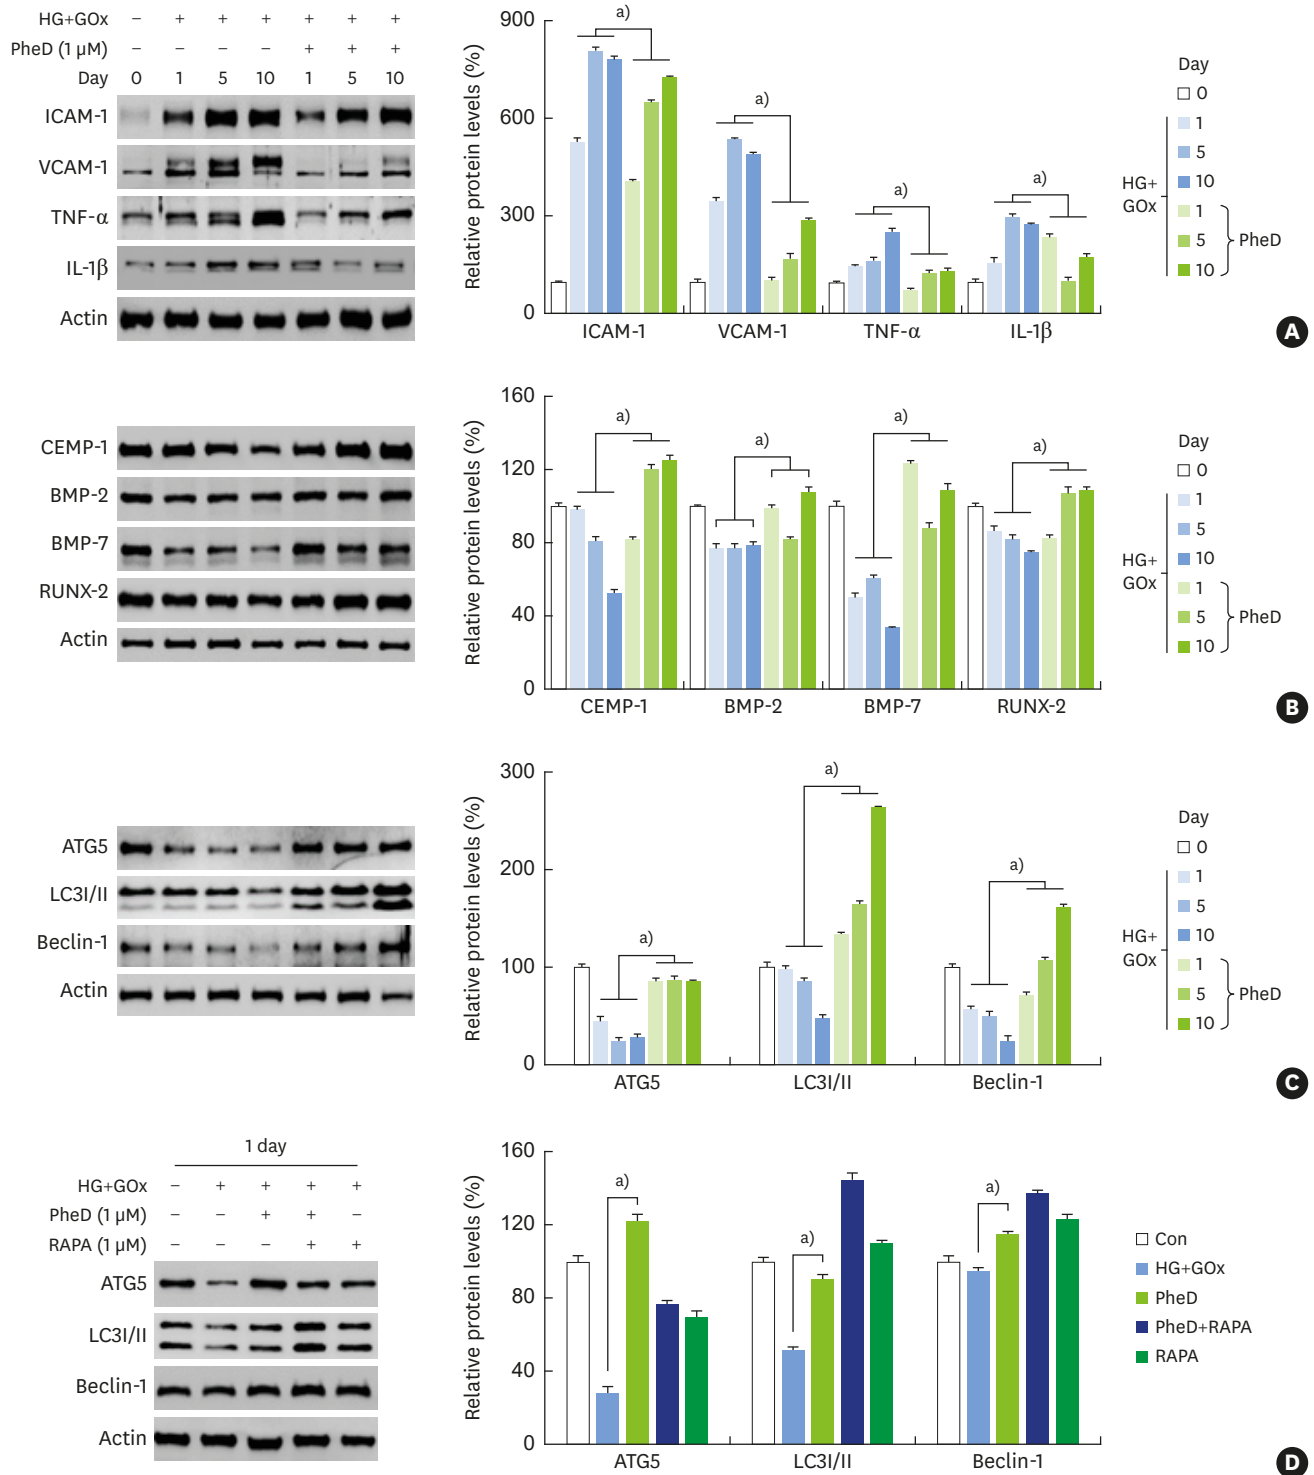 HG+GOx − + + + + + +
PheD (1 μM) − − − − + + +
Day 0 1 5 10 1 5 10
ICAM-1
VCAM-1
TNF-α
IL-1β
Actin
Relative protein levels (%)
900
600
300
0
a)
a)
a)
a)
ICAM-1 VCAM-1 TNF-α IL-1β
Day
0
1
5
10
1
5
10
HG+
GOx
PheD
A
CEMP-1
BMP-2
BMP-7
RUNX-2
Actin
Relative protein levels (%)
160
120
80
40
0
a)
a)
a)
a)
CEMP-1 BMP-2 BMP-7 RUNX-2
Day
0
1
5
10
1
5
10
HG+
GOx
PheD
B
ATG5
LC3I/II
Beclin-1
Actin
Relative protein levels (%)
300
200
100
0
a)
a)
a)
ATG5 LC3I/II Beclin-1
Day
0
1
5
10
1
5
10
HG+
GOx
PheD
C
1 day
HG+GOx − + + + +
PheD (1 μM) − − + + −
RAPA (1 μM) − − − + +
ATG5
LC3I/II
Beclin-1
Actin
Relative protein levels (%)
160
120
80
40
0
a)
a)
a)
ATG5 LC3I/II Beclin-1
Con
HG+GOx
PheD
PheD+RAPA
RAPA
D